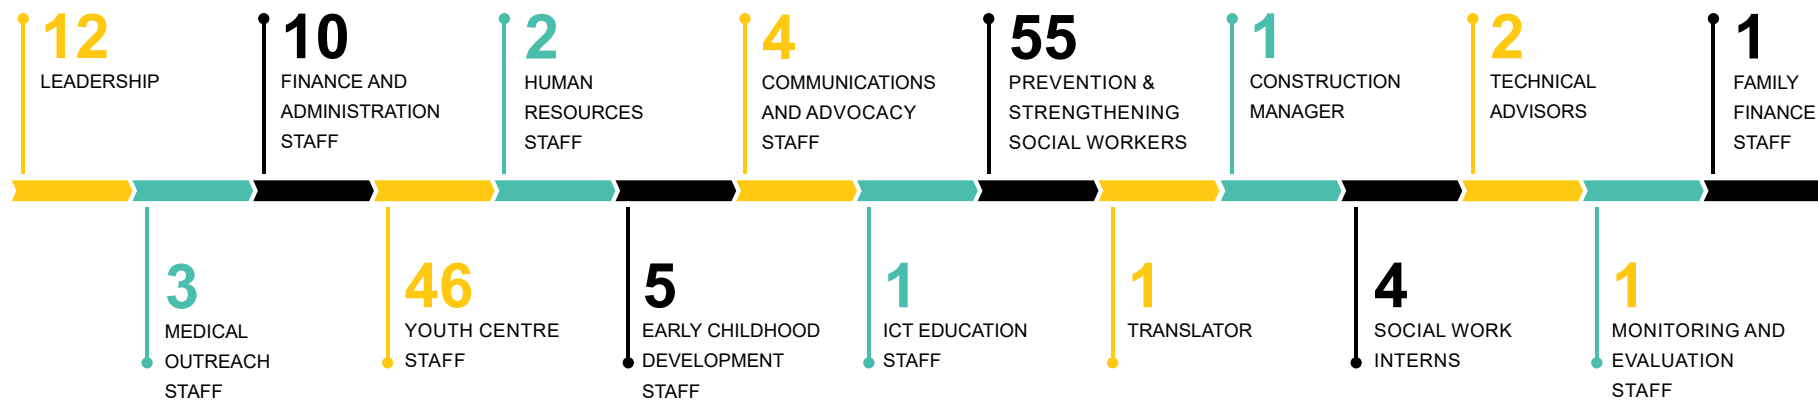 12
LEADERSHIP
10
FINANCE AND
ADMINISTRATION
STAFF
2
HUMAN
RESOURCES
STAFF
4
COMMUNICATIONS
AND ADVOCACY
STAFF
55
PREVENTION &
STRENGTHENING
SOCIAL WORKERS
1
CONSTRUCTION
MANAGER
2
TECHNICAL
ADVISORS
1
FAMILY
FINANCE
STAFF
3
MEDICAL
OUTREACH
STAFF
46
YOUTH CENTRE
STAFF
5
EARLY CHILDHOOD
DEVELOPMENT
STAFF
1
ICT EDUCATION
STAFF
1
TRANSLATOR
4
SOCIAL WORK
INTERNS
1
MONITORING AND
EVALUATION
STAFF